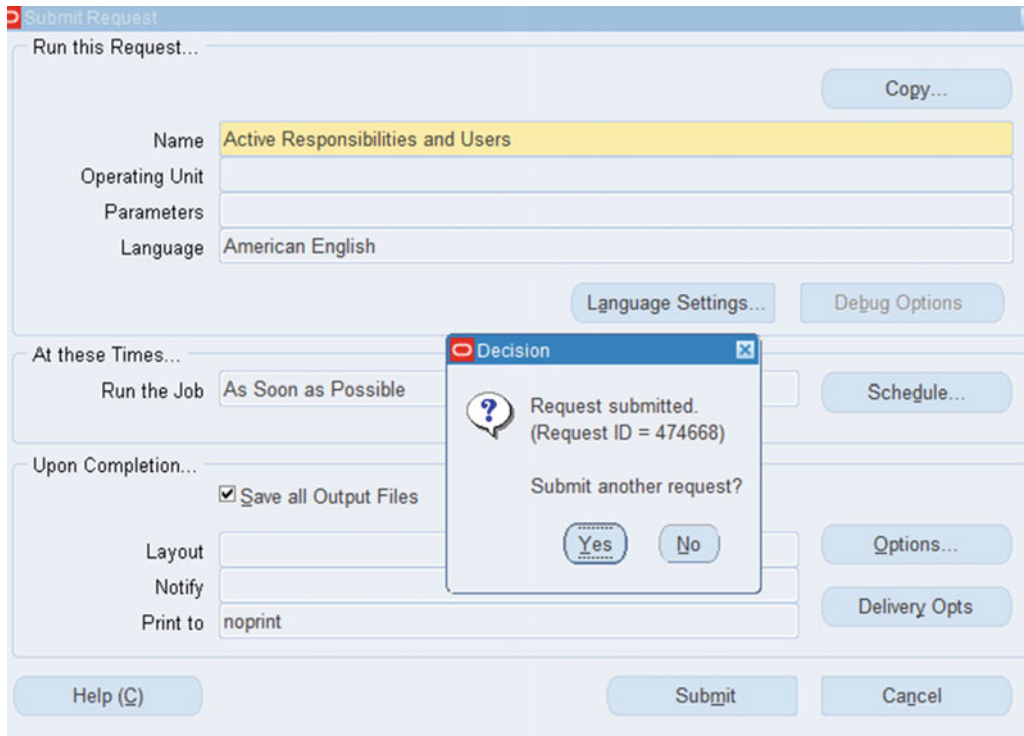 Submit Request
Run this Request...
Copy...
Name Active Responsibilities and Users
Operating Unit
Parameters
Language American English
Language Settings... Debug Options
At these Times...
Run the Job As Soon as Possible Schedule...
Upon Completion...
Save all Output Files
Layout Options...
Notify
Delivery Opts
Print to noprint
Decision
?
Request submitted.
(Request ID = 474668)
Submit another request?
Yes No
Help (C) Submit Cancel